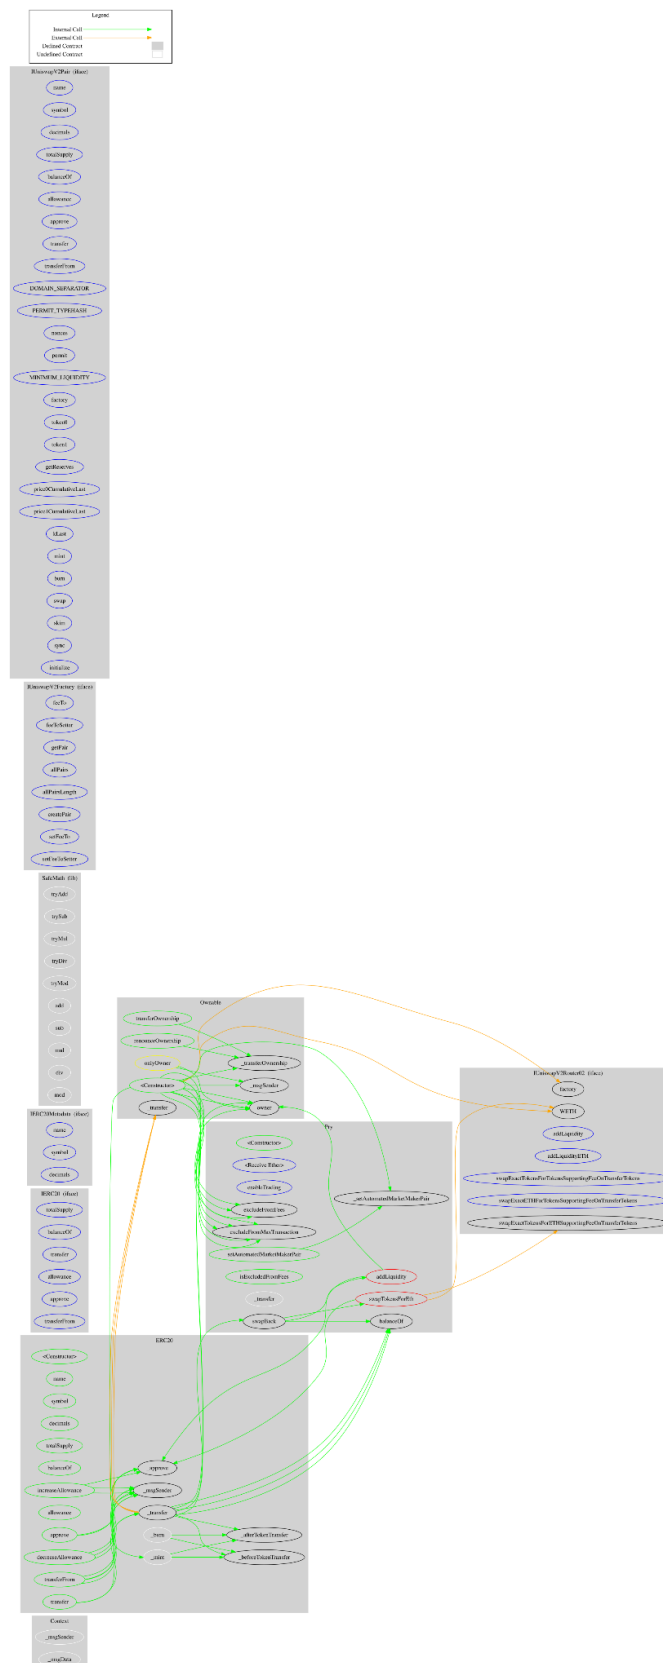 Legend
Internal Call
External Call
Defined Contract
Undefined Contract
IUniswapV2Pair (iface)
name
symbol
decimals
totalSupply
balanceOf
allowance
approve
transfer
transferFrom
DOMAIN_SEPARATOR
PERMIT_TYPEHASH
nonces
permit
MINIMUM_LIQUIDITY
factory
token0
token1
getReserves
price0CumulativeLast
price1CumulativeLast
kLast
mint
burn
swap
skim
sync
initialize
IUniswapV2Factory (iface)
feeTo
feeToSetter
getPair
allPairs
allPairsLength
createPair
setFeeTo
setFeeToSetter
SafeMath (lib)
tryAdd
trySub
tryMul
tryDiv
tryMod
add
sub
mul
div
mod
IERC20Metadata (iface)
name
symbol
decimals
IERC20 (iface)
totalSupply
balanceOf
transfer
allowance
approve
transferFrom
Ownable
transferOwnership
renounceOwnership
onlyOwner
<Constructor>
transfer
_transferOwnership
_msgSender
owner
<Constructor>
<Receive Ether>
enableTrading
excludeFromFees
excludeFromMaxTransaction
setAutomatedMarketMakerPair
isExcludedFromFees
_transfer
swapBack
_setAutomatedMarketMakerPair
addLiquidity
swapTokensForEth
balanceOf
IUniswapV2Router02 (iface)
factory
WETH
addLiquidity
addLiquidityETH
swapExactTokensForTokensSupportingFeeOnTransferTokens
swapExactETHForTokensSupportingFeeOnTransferTokens
swapExactTokensForETHSupportingFeeOnTransferTokens
ERC20
<Constructor>
name
symbol
decimals
totalSupply
balanceOf
increaseAllowance
allowance
approve
decreaseAllowance
transferFrom
transfer
_approve
_msgSender
_transfer
_burn
_mint
_afterTokenTransfer
_beforeTokenTransfer
Context
_msgSender
_msgData